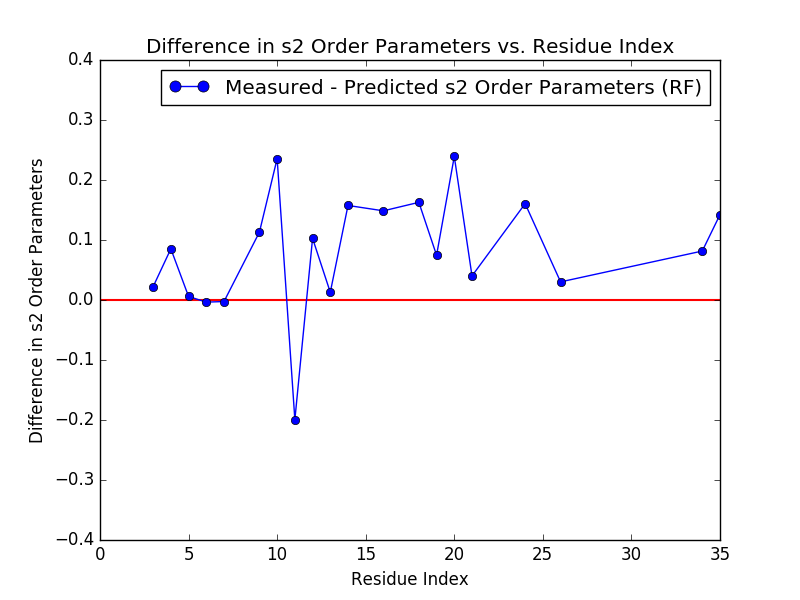 Difference in s2 Order Parameters vs. Residue Index
Measured - Predicted s2 Order Parameters (RF)
Difference in s2 Order Parameters
0.4
0.3
0.2
0.1
0.0
−0.1
−0.2
−0.3
−0.4
0 5 10 15 20 25 30 35
Residue Index